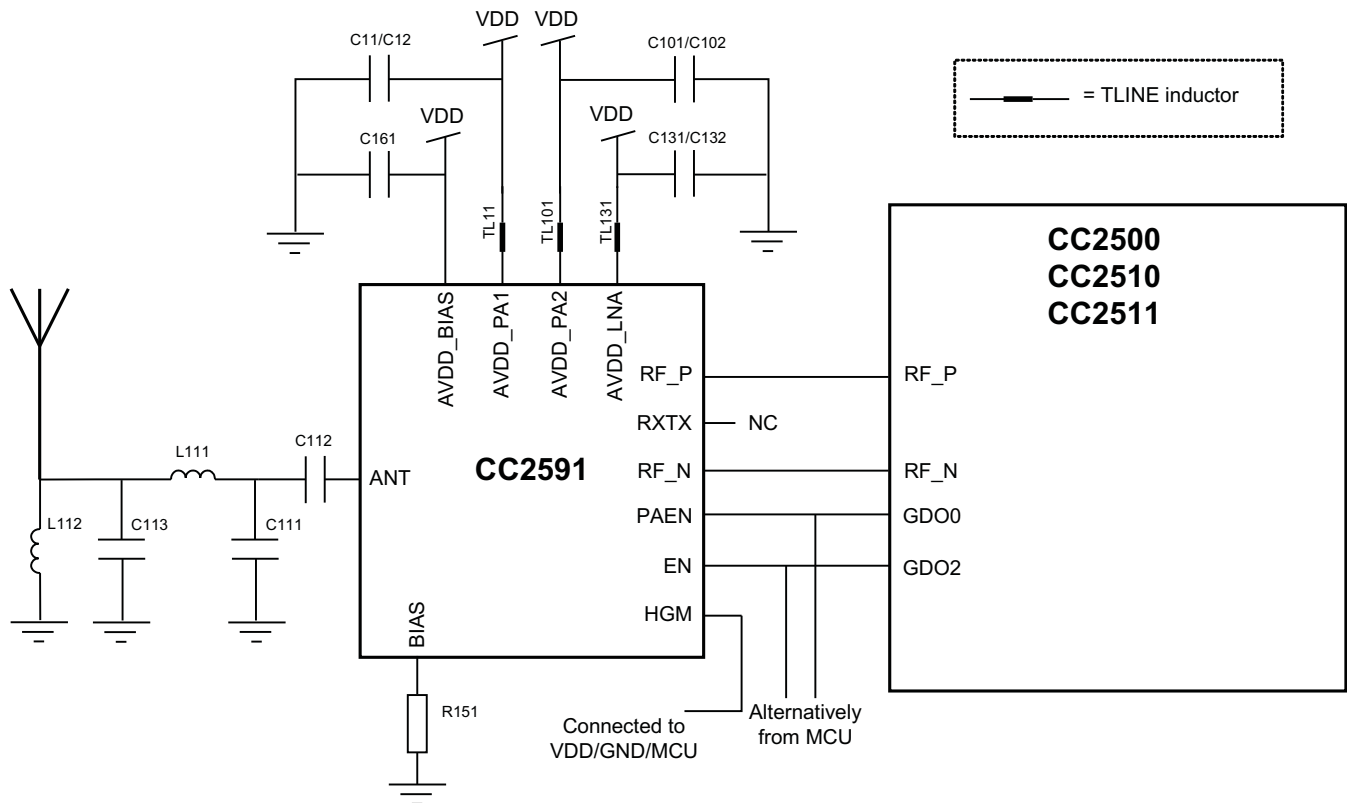 VDD
VDD
C11/C12
C101/C102
= TLINE inductor
VDD
VDD
C161
C131/C132
TL11
TL101
TL131
CC2500
CC2510
CC2511
AVDD_BIAS
AVDD_PA1
AVDD_PA2
AVDD_LNA
RF_P
RF_P
RXTX
NC
C112
L111
ANT
CC2591
RF_N
RF_N
L112
C113
C111
PAEN
GDO0
EN
GDO2
HGM
BIAS
R151
Connected to
VDD/GND/MCU
Alternatively
from MCU